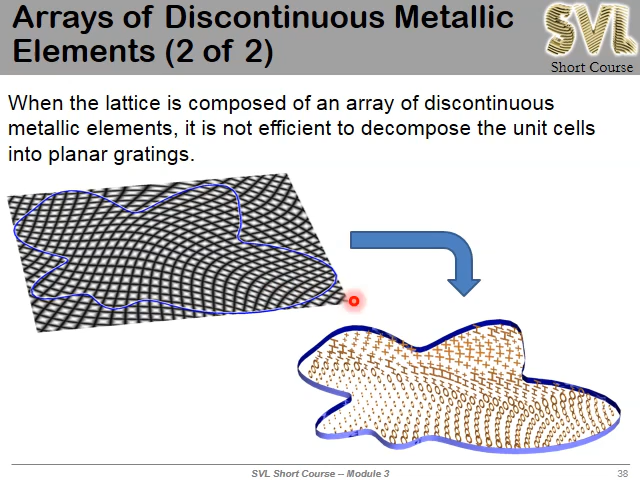 Arrays of Discontinuous Metallic
Elements (2 of 2)
SVL
Short Course
When the lattice is composed of an array of discontinuous
metallic elements, it is not efficient to decompose the unit cells
into planar gratings.
SVL Short Course – Module 3
38